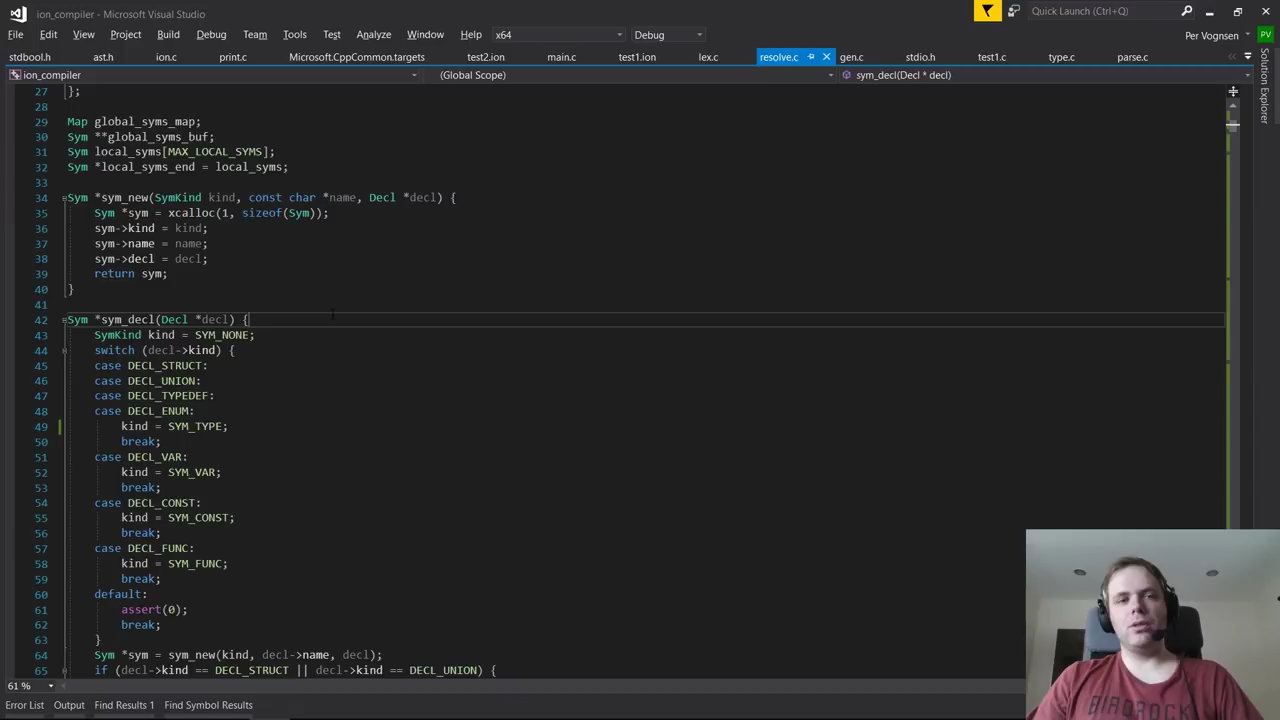 ion_compiler - Microsoft Visual Studio
Quick Launch (Ctrl+Q)
File Edit View Project Build Debug Team Tools Test Analyze Window Help x64 Debug
Per Vognsen PV
stdbool.h ast.h ion.c print.c Microsoft.CppCommon.targets test2.ion main.c test1.ion lex.c resolve.c gen.c stdio.h test1.c type.c parse.c
ion_compiler (Global Scope) sym_decl(Decl * decl)
Solution Explorer
27 };
28
29 Map global_syms_map;
30 Sym **global_syms_buf;
31 Sym local_syms[MAX_LOCAL_SYMS];
32 Sym *local_syms_end = local_syms;
33
34 Sym *sym_new(SymKind kind, const char *name, Decl *decl) {
35 Sym *sym = xcalloc(1, sizeof(Sym));
36 sym->kind = kind;
37 sym->name = name;
38 sym->decl = decl;
39 return sym;
40 }
41
42 Sym *sym_decl(Decl *decl) {
43 SymKind kind = SYM_NONE;
44 switch (decl->kind) {
45 case DECL_STRUCT:
46 case DECL_UNION:
47 case DECL_TYPEDEF:
48 case DECL_ENUM:
49 kind = SYM_TYPE;
50 break;
51 case DECL_VAR:
52 kind = SYM_VAR;
53 break;
54 case DECL_CONST:
55 kind = SYM_CONST;
56 break;
57 case DECL_FUNC:
58 kind = SYM_FUNC;
59 break;
60 default:
61 assert(0);
62 break;
63 }
64 Sym *sym = sym_new(kind, decl->name, decl);
65 if (decl->kind == DECL_STRUCT || decl->kind == DECL_UNION) {
61 %
Error List Output Find Results 1 Find Symbol Results
BIRDROCK